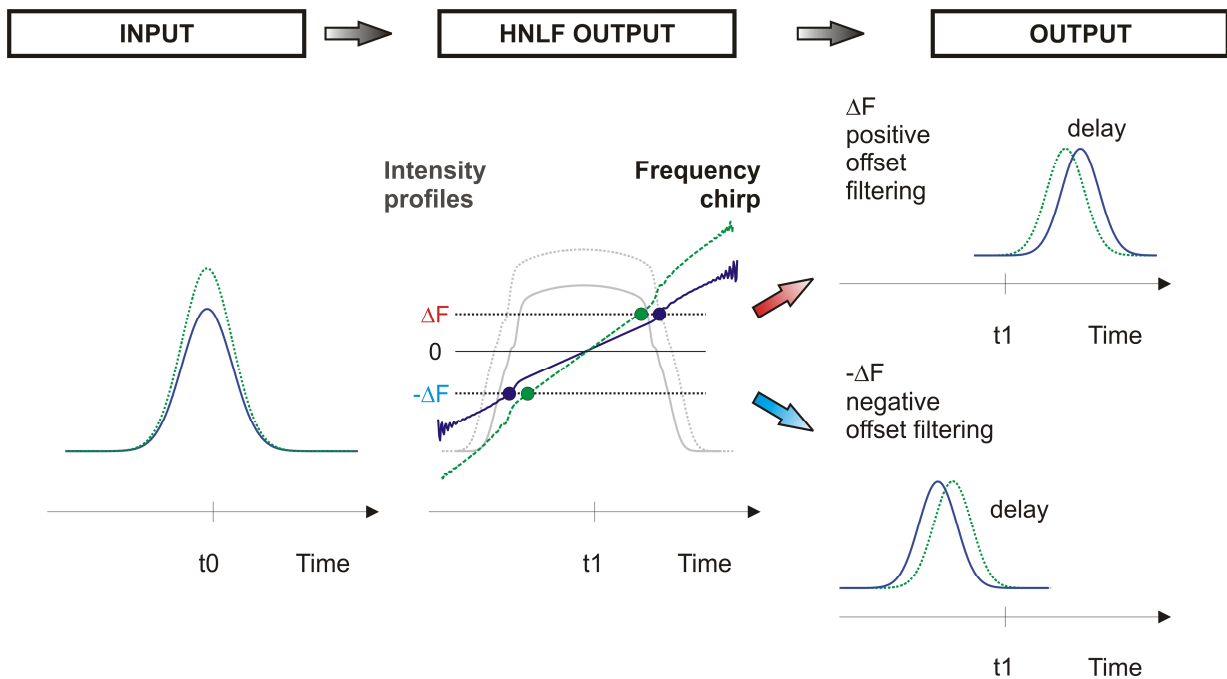 INPUT
HNLF OUTPUT
OUTPUT
Intensity
profiles
Frequency
chirp
ΔF
0
-ΔF
t0 Time
t1 Time
ΔF
positive
offset
filtering
delay
t1 Time
-ΔF
negative
offset filtering
delay
t1 Time